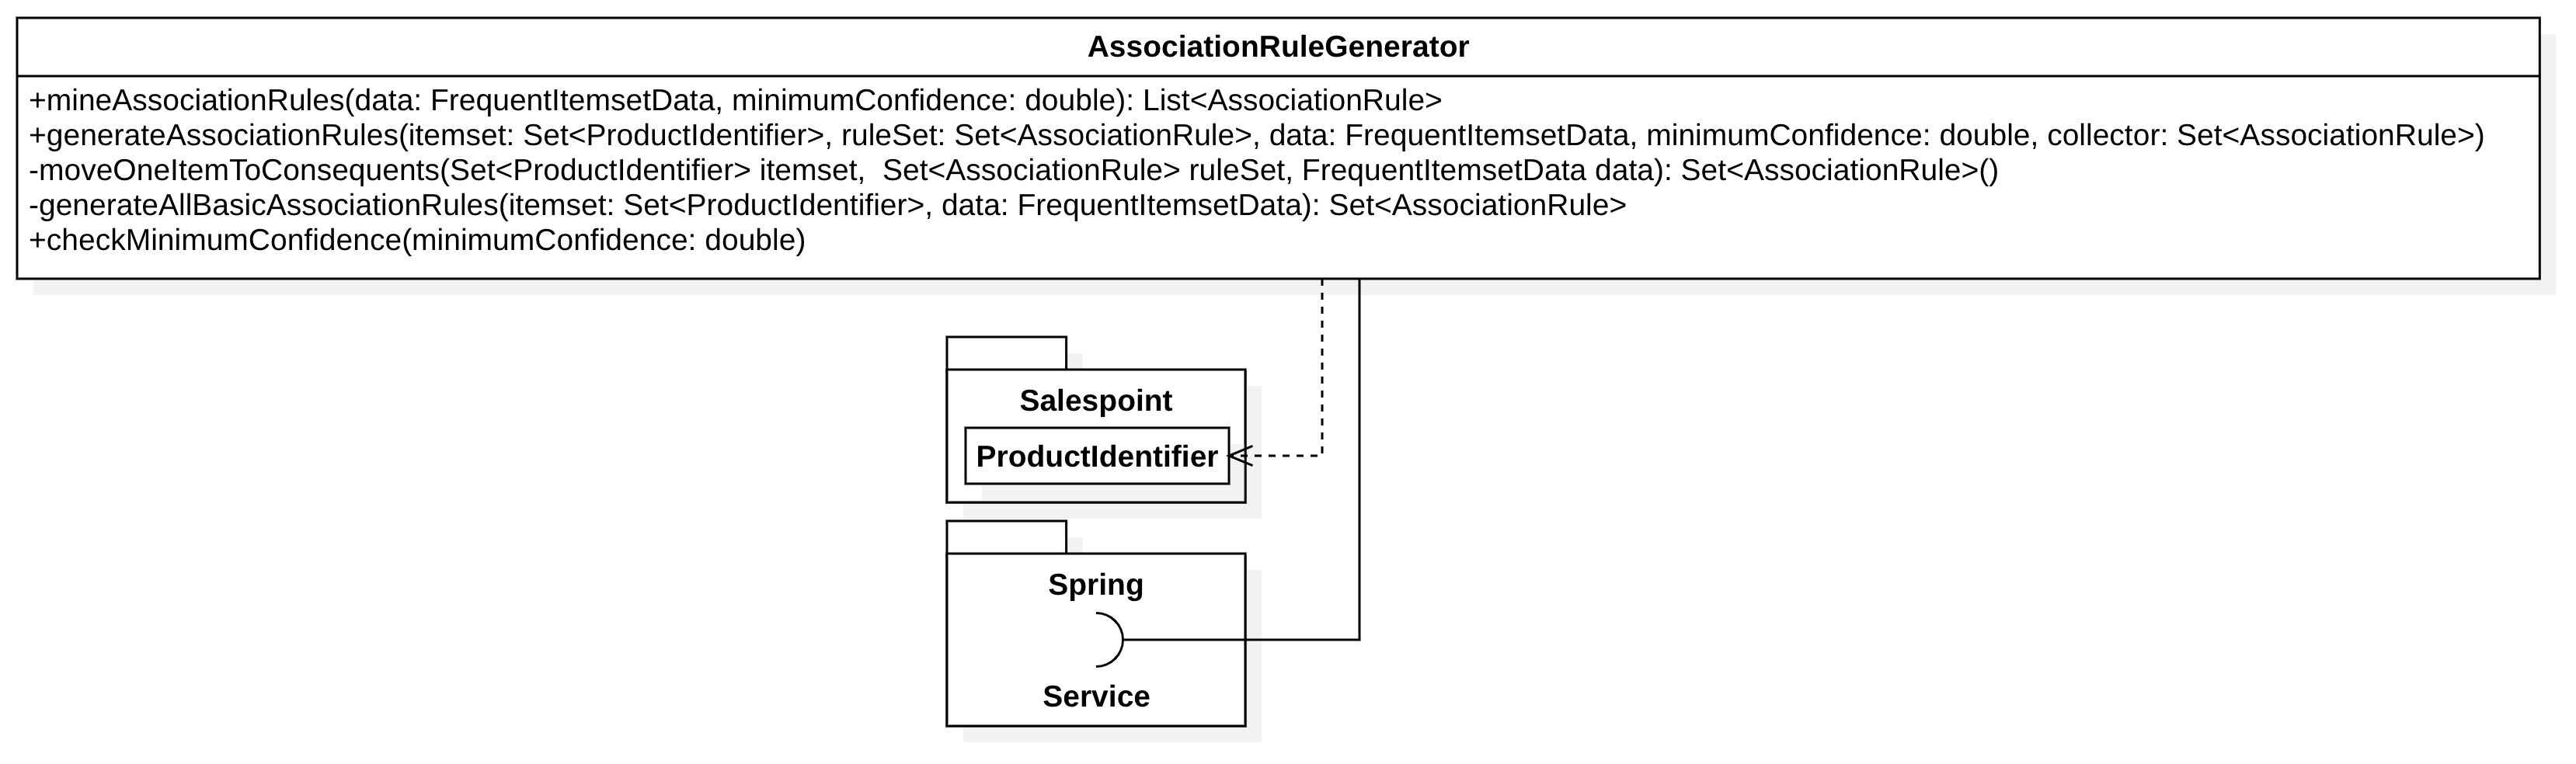 AssociationRuleGenerator
+mineAssociationRules(data: FrequentItemsetData, minimumConfidence: double): List<AssociationRule>
+generateAssociationRules(itemset: Set<ProductIdentifier>, ruleSet: Set<AssociationRule>, data: FrequentItemsetData, minimumConfidence: double, collector: Set<AssociationRule>)
-moveOneItemToConsequents(Set<ProductIdentifier> itemset,  Set<AssociationRule> ruleSet, FrequentItemsetData data): Set<AssociationRule>()
-generateAllBasicAssociationRules(itemset: Set<ProductIdentifier>, data: FrequentItemsetData): Set<AssociationRule>
+checkMinimumConfidence(minimumConfidence: double)
Salespoint
ProductIdentifier
Spring
Service